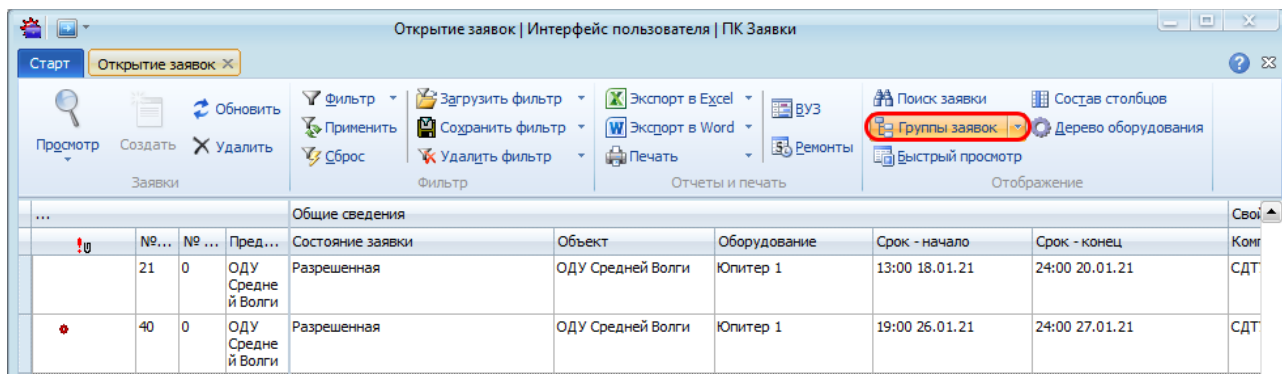 Открытие заявок | Интерфейс пользователя | ПК Заявки
Старт Открытие заявок
Просмотр Создать Обновить Удалить
Заявки
Фильтр Загрузить фильтр
Применить Сохранить фильтр
Сброс Удалить фильтр
Фильтр
Экспорт в Excel ВУЗ
Экспорт в Word
Печать Ремонты
Отчеты и печать
Поиск заявки Состав столбцов
Группы заявок Дерево оборудования
Быстрый просмотр
Отображение
... Общие сведения Свой
№... № ... Пред... Состояние заявки Объект Оборудование Срок - начало Срок - конец Комп
21 0 ОДУ Разрешенная ОДУ Средней Волги Юпитер 1 13:00 18.01.21 24:00 20.01.21 СДТ
Средне
й Волги
40 0 ОДУ Разрешенная ОДУ Средней Волги Юпитер 1 19:00 26.01.21 24:00 27.01.21 СДТ
Средне
й Волги